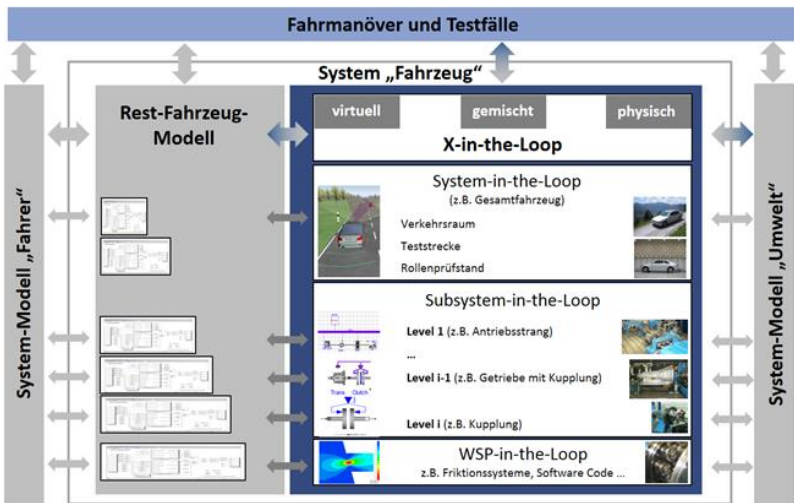 Fahrmanöver und Testfälle
System „Fahrzeug“
System-Modell „Fahrer“
Rest-Fahrzeug-
Modell
virtuell
gemischt
physisch
X-in-the-Loop
System-in-the-Loop
(z.B. Gesamtfahrzeug)
Verkehrsraum
Teststrecke
Rollenprüfstand
Subsystem-in-the-Loop
Level 1 (z.B. Antriebsstrang)
...
Level i-1 (z.B. Getriebe mit Kupplung)
Trans Clutch
Level i (z.B. Kupplung)
WSP-in-the-Loop
z.B. Friktionssysteme, Software Code ...
System-Modell „Umwelt“